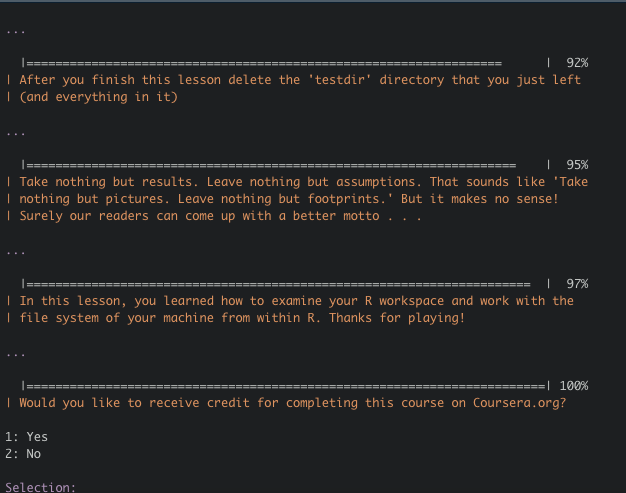 ...
|================================================================== | 92%
| After you finish this lesson delete the 'testdir' directory that you just left
| (and everything in it)
...
|==================================================================== | 95%
| Take nothing but results. Leave nothing but assumptions. That sounds like 'Take
| nothing but pictures. Leave nothing but footprints.' But it makes no sense!
| Surely our readers can come up with a better motto . . .
...
|====================================================================== | 97%
| In this lesson, you learned how to examine your R workspace and work with the
| file system of your machine from within R. Thanks for playing!
...
|========================================================================| 100%
| Would you like to receive credit for completing this course on Coursera.org?
1: Yes
2: No
Selection: